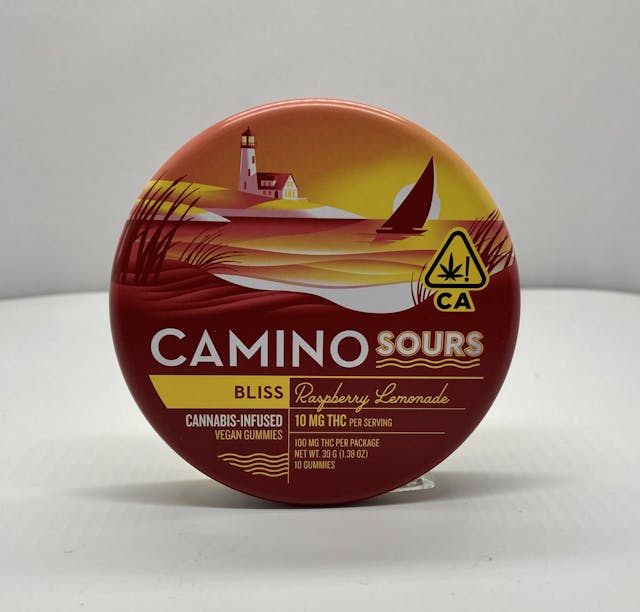 CA
CAMINO SOURS
BLISS Raspberry Lemonade
CANNABIS-INFUSED 10 MG THC PER SERVING
VEGAN GUMMIES
100 MG THC PER PACKAGE
NET WT. 39 G (1.38 OZ)
10 GUMMIES